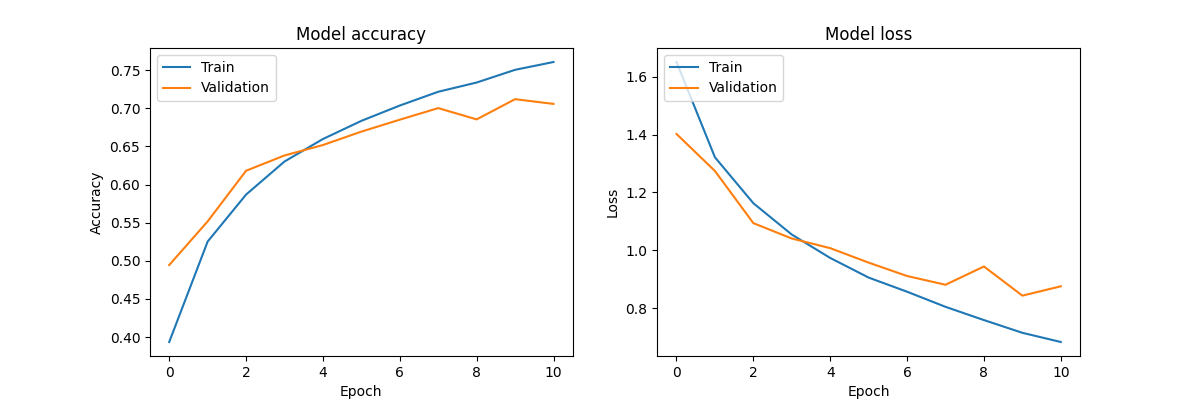 Model accuracy
Train
Validation
0.75
0.70
0.65
0.60
0.55
0.50
0.45
0.40
Accuracy
0 2 4 6 8 10
Epoch
Model loss
Train
Validation
1.6
1.4
1.2
1.0
0.8
Loss
0 2 4 6 8 10
Epoch